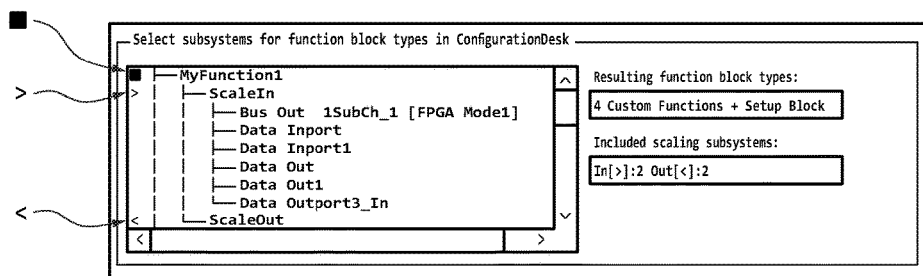 Select subsystems for function block types in ConfigurationDesk
■ MyFunction1
> ScaleIn
Bus Out 1SubCh_1 [FPGA Mode1]
Data Inport
Data Inport1
Data Out
Data Out1
Data Outport3_In
< ScaleOut
Resulting function block types:
4 Custom Functions + Setup Block
Included scaling subsystems:
In[>]:2 Out[<]:2